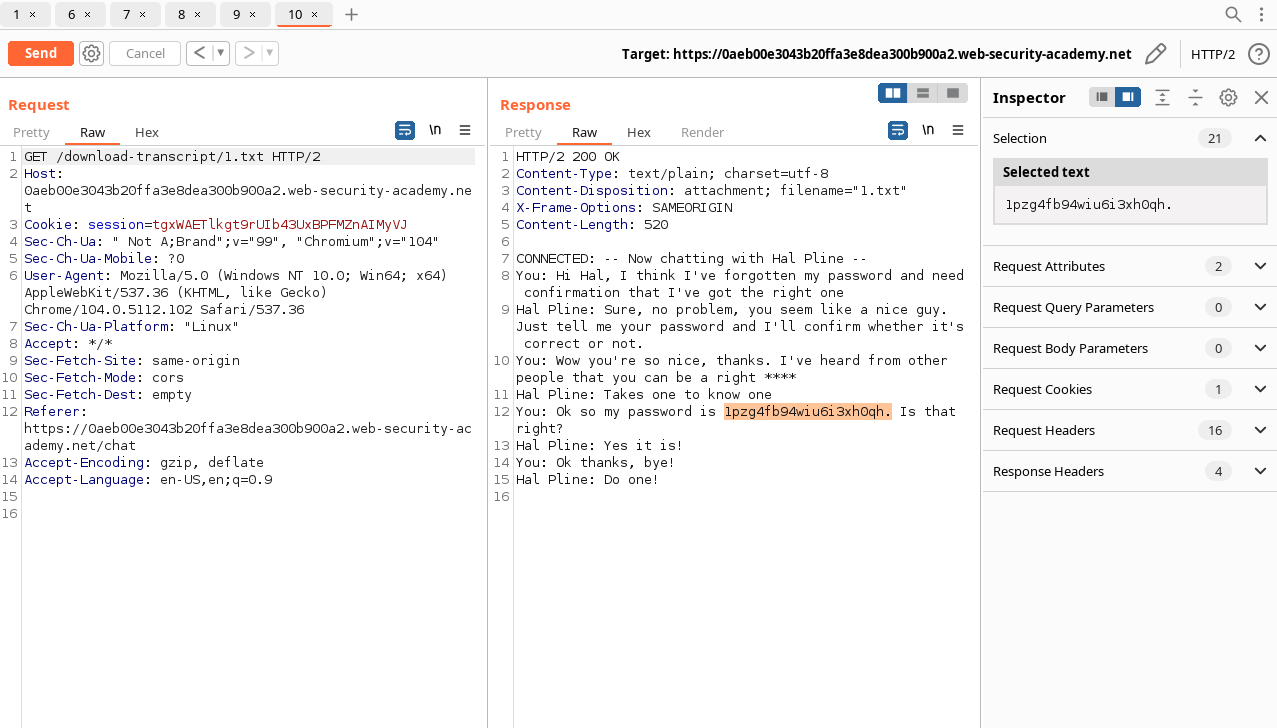 1 × 6 × 7 × 8 × 9 × 10 × +
Send Cancel < ▾ > ▾ Target: https://0aeb00e3043b20ffa3e8dea300b900a2.web-security-academy.net HTTP/2 ?
Request
Pretty Raw Hex \n
1 GET /download-transcript/1.txt HTTP/2
2 Host:
0aeb00e3043b20ffa3e8dea300b900a2.web-security-academy.ne
t
3 Cookie: session=tgxWAETlkgt9rUIb43UxBPFMZnAIMyVJ
4 Sec-Ch-Ua: " Not A;Brand";v="99", "Chromium";v="104"
5 Sec-Ch-Ua-Mobile: ?0
6 User-Agent: Mozilla/5.0 (Windows NT 10.0; Win64; x64)
AppleWebKit/537.36 (KHTML, like Gecko)
Chrome/104.0.5112.102 Safari/537.36
7 Sec-Ch-Ua-Platform: "Linux"
8 Accept: */*
9 Sec-Fetch-Site: same-origin
10 Sec-Fetch-Mode: cors
11 Sec-Fetch-Dest: empty
12 Referer:
https://0aeb00e3043b20ffa3e8dea300b900a2.web-security-ac
ademy.net/chat
13 Accept-Encoding: gzip, deflate
14 Accept-Language: en-US,en;q=0.9
15
16
Response
Pretty Raw Hex Render \n
1 HTTP/2 200 OK
2 Content-Type: text/plain; charset=utf-8
3 Content-Disposition: attachment; filename="1.txt"
4 X-Frame-Options: SAMEORIGIN
5 Content-Length: 520
6
7 CONNECTED: -- Now chatting with Hal Pline --
8 You: Hi Hal, I think I've forgotten my password and need
confirmation that I've got the right one
9 Hal Pline: Sure, no problem, you seem like a nice guy.
Just tell me your password and I'll confirm whether it's
correct or not.
10 You: Wow you're so nice, thanks. I've heard from other
people that you can be a right ****
11 Hal Pline: Takes one to know one
12 You: Ok so my password is 1pzg4fb94wiu6i3xh0qh. Is that
right?
13 Hal Pline: Yes it is!
14 You: Ok thanks, bye!
15 Hal Pline: Do one!
16
Inspector
Selection 21
Selected text
1pzg4fb94wiu6i3xh0qh.
Request Attributes 2
Request Query Parameters 0
Request Body Parameters 0
Request Cookies 1
Request Headers 16
Response Headers 4